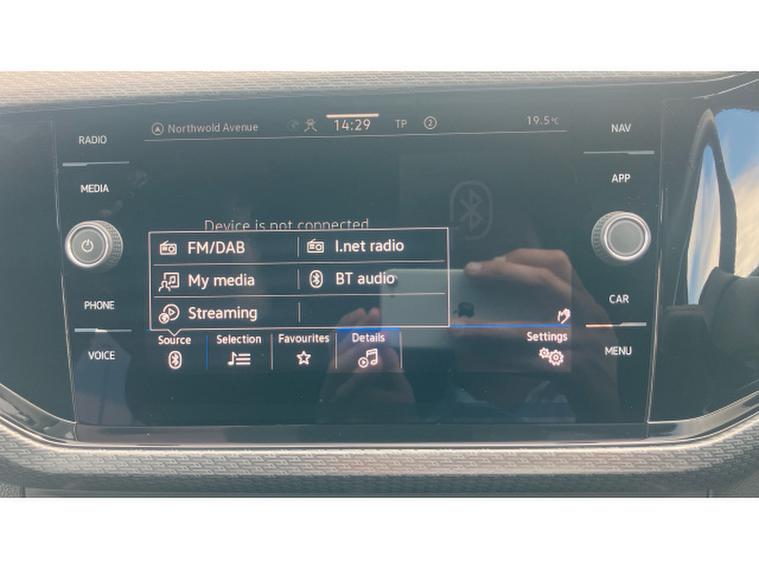 RADIO
Northwold Avenue
14:29
TP
2
19.5°C
NAV
MEDIA
APP
Device is not connected
FM/DAB
I.net radio
My media
BT audio
Streaming
PHONE
CAR
Source
Selection
Favourites
Details
Settings
VOICE
MENU